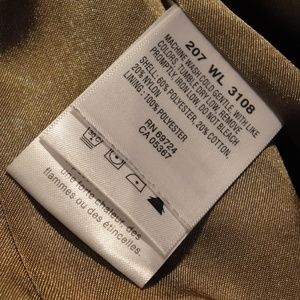 207 WL 3108
MACHINE WASH COLD GENTLE, WITH LIKE
COLORS, TUMBLE DRY LOW, REMOVE
PROMPTLY IRON LOW, DO NOT BLEACH
SHELL: 60% POLYESTER, 20% COTTON,
20% NYLON
LINING: 100% POLYESTER
RN 69724
CA 05367
une forte chaleur, des
flammes ou des étincelles.